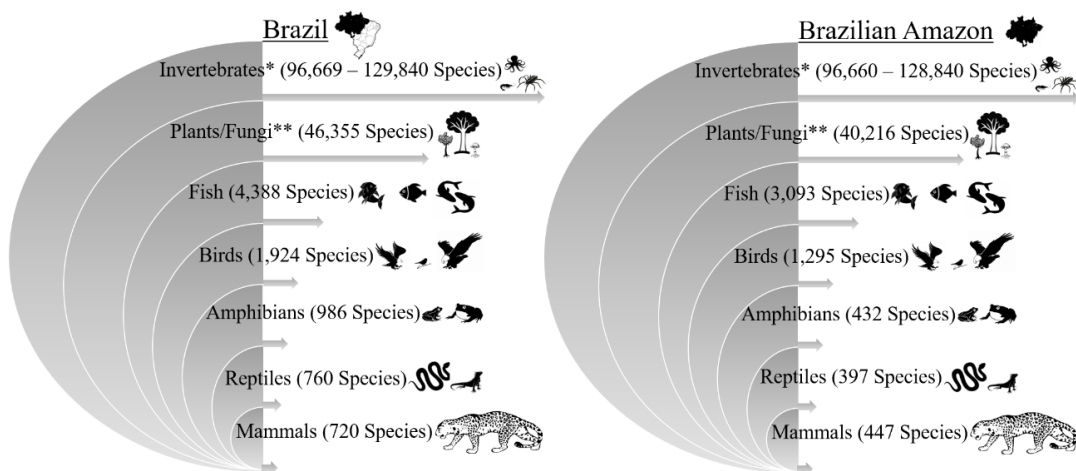 Brazil
Invertebrates* (96,669 – 129,840 Species)
Plants/Fungi** (46,355 Species)
Fish (4,388 Species)
Birds (1,924 Species)
Amphibians (986 Species)
Reptiles (760 Species)
Mammals (720 Species)
Brazilian Amazon
Invertebrates* (96,660 – 128,840 Species)
Plants/Fungi** (40,216 Species)
Fish (3,093 Species)
Birds (1,295 Species)
Amphibians (432 Species)
Reptiles (397 Species)
Mammals (447 Species)